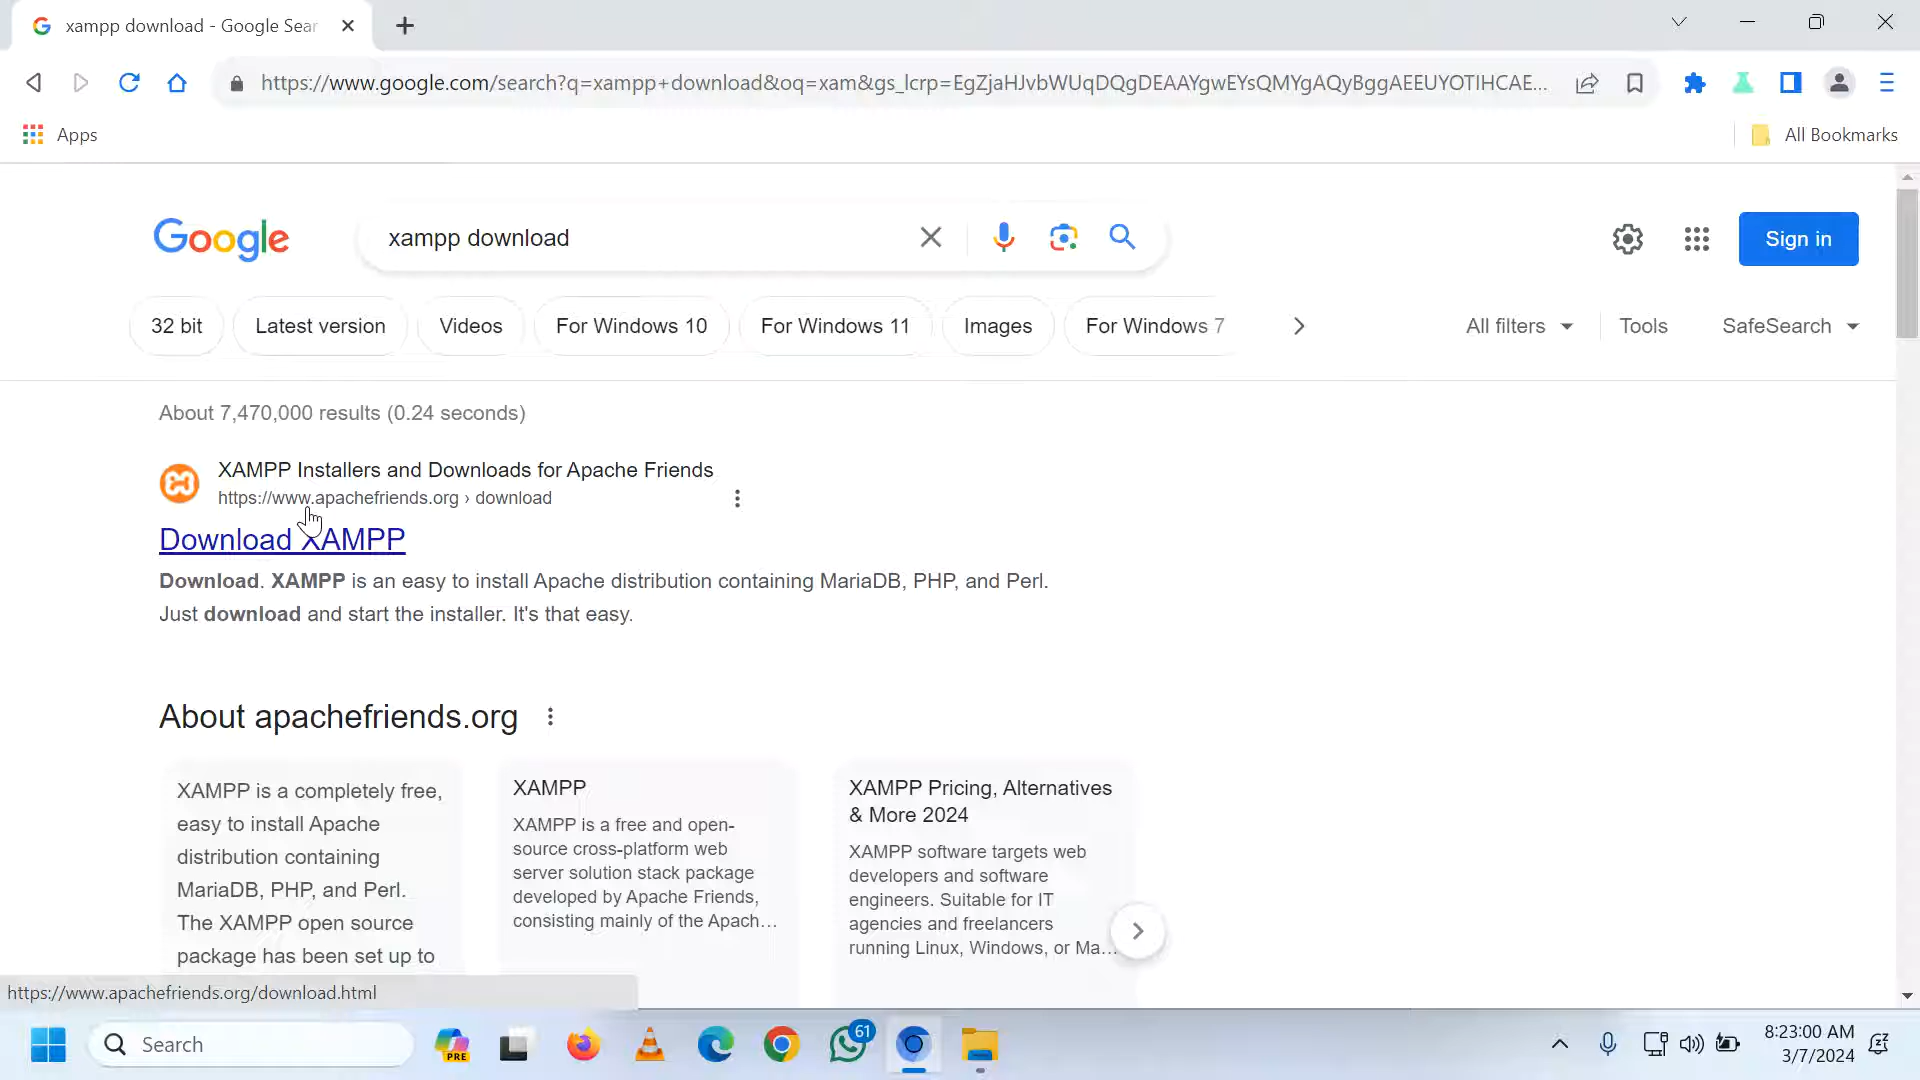 xampp download - Google Sear
https://www.google.com/search?q=xampp+download&oq=xam&gs_lcrp=EgZjaHJvbWUqDQgDEAAYgwEYsQMYgAQyBggAEEUYOTIHCAE...
Apps
All Bookmarks
Google
xampp download
Sign in
32 bit
Latest version
Videos
For Windows 10
For Windows 11
Images
For Windows 7
All filters
Tools
SafeSearch
About 7,470,000 results (0.24 seconds)
XAMPP Installers and Downloads for Apache Friends
https://www.apachefriends.org › download
Download XAMPP
Download. XAMPP is an easy to install Apache distribution containing MariaDB, PHP, and Perl.
Just download and start the installer. It's that easy.
About apachefriends.org
XAMPP is a completely free,
easy to install Apache
distribution containing
MariaDB, PHP, and Perl.
The XAMPP open source
package has been set up to
XAMPP
XAMPP is a free and open-
source cross-platform web
server solution stack package
developed by Apache Friends,
consisting mainly of the Apach...
XAMPP Pricing, Alternatives
& More 2024
XAMPP software targets web
developers and software
engineers. Suitable for IT
agencies and freelancers
running Linux, Windows, or Ma...
https://www.apachefriends.org/download.html
Search
PRE
61
8:23:00 AM
3/7/2024